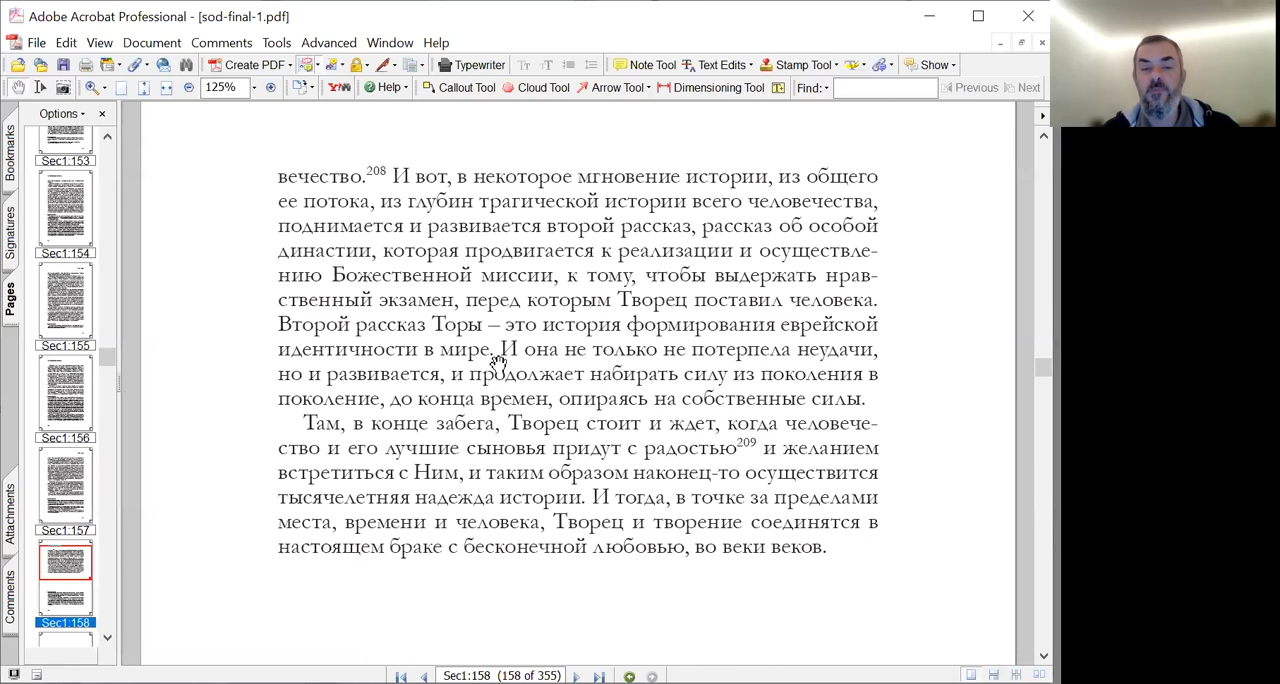 Adobe Acrobat Professional - [sod-final-1.pdf]
File Edit View Document Comments Tools Advanced Window Help
Create PDF Typewriter Note Tool Text Edits Stamp Tool Show
125% Help Callout Tool Cloud Tool Arrow Tool Dimensioning Tool Find: Previous Next
Options
Bookmarks
Signatures
Pages
Attachments
Comments
Sec1:153
Sec1:154
Sec1:155
Sec1:156
Sec1:157
Sec1:158
вечество.208 И вот, в некоторое мгновение истории, из общего
ее потока, из глубин трагической истории всего человечества,
поднимается и развивается второй рассказ, рассказ об особой
династии, которая продвигается к реализации и осуществле-
нию Божественной миссии, к тому, чтобы выдержать нрав-
ственный экзамен, перед которым Творец поставил человека.
Второй рассказ Торы – это история формирования еврейской
идентичности в мире. И она не только не потерпела неудачи,
но и развивается, и продолжает набирать силу из поколения в
поколение, до конца времен, опираясь на собственные силы.
Там, в конце забега, Творец стоит и ждет, когда человече-
ство и его лучшие сыновья придут с радостью209 и желанием
встретиться с Ним, и таким образом наконец-то осуществится
тысячелетняя надежда истории. И тогда, в точке за пределами
места, времени и человека, Творец и творение соединятся в
настоящем браке с бесконечной любовью, во веки веков.
Sec1:158 (158 of 355)